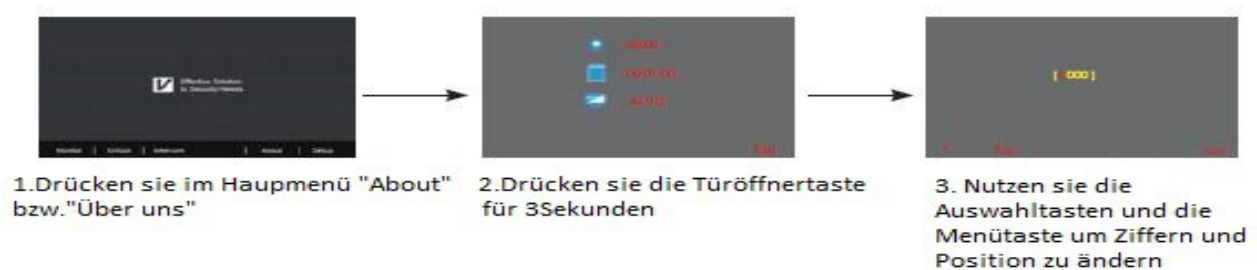 [ 000 ]
1.Drücken sie im Haupmenü "About"
bzw."Über uns"
2.Drücken sie die Türöffnertaste
für 3Sekunden
3. Nutzen sie die
Auswahltasten und die
Menütaste um Ziffern und
Position zu ändern